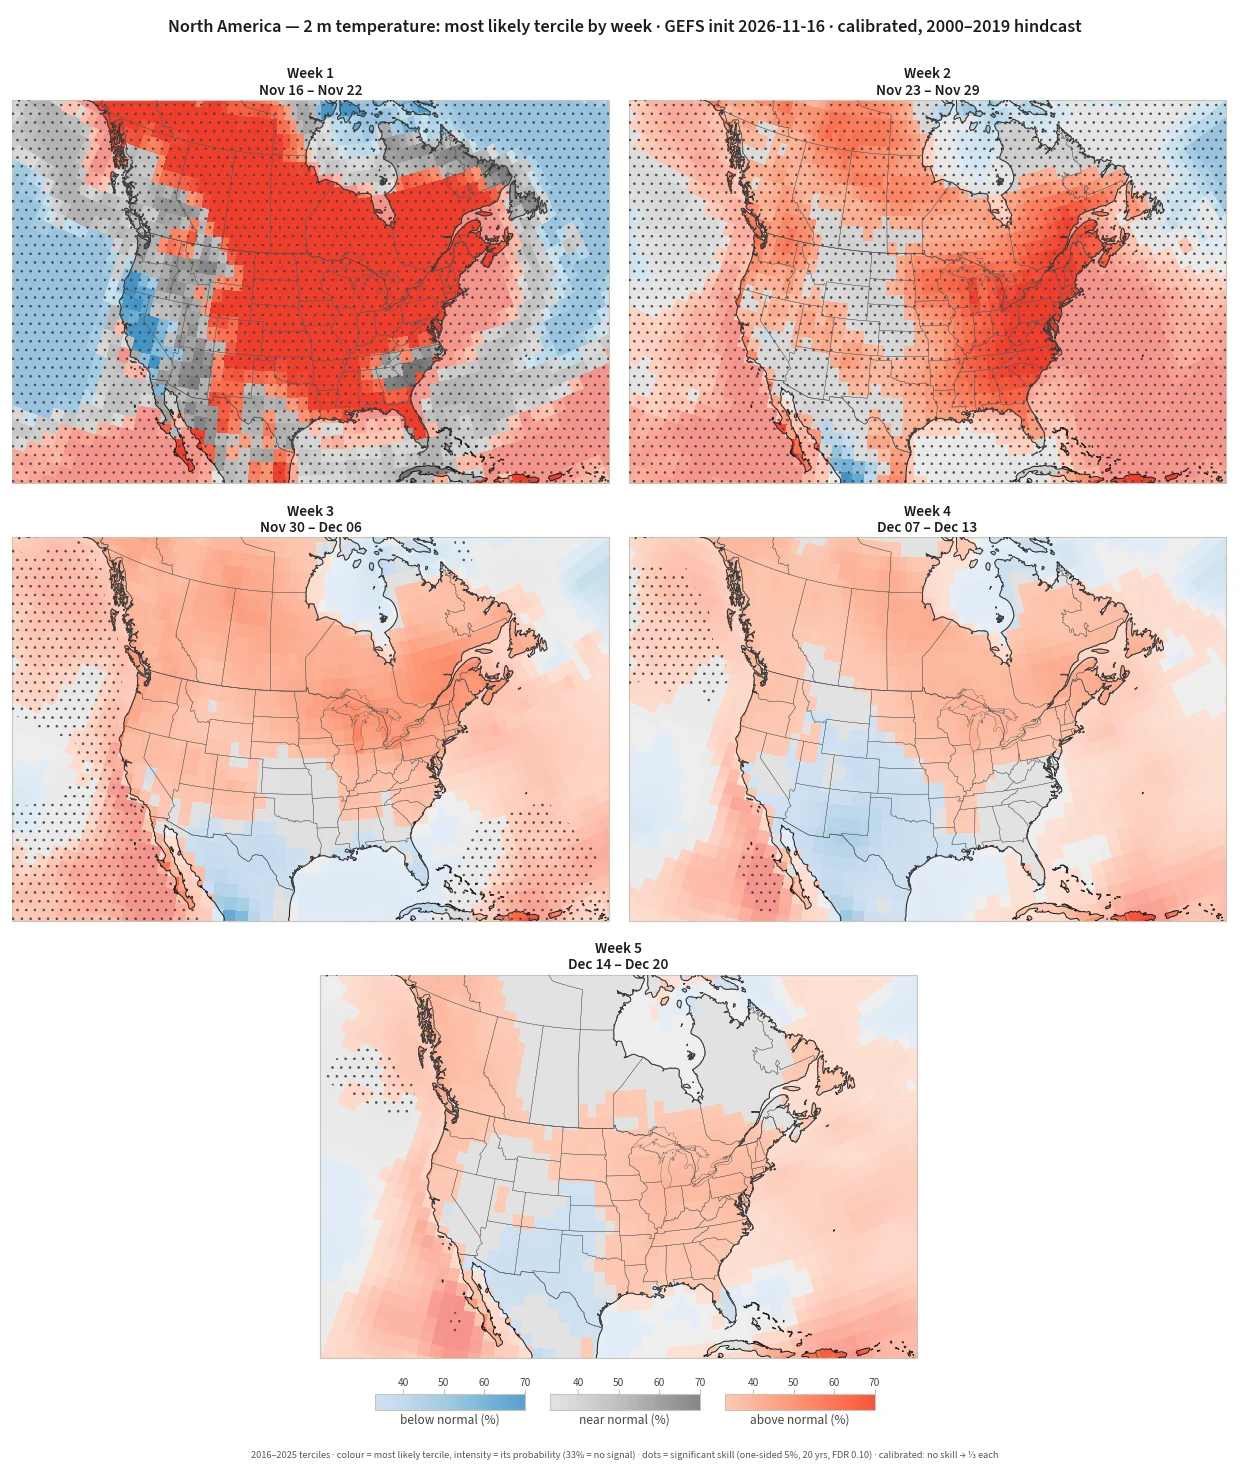 North America — 2 m temperature: most likely tercile by week · GEFS init 2026-11-16 · calibrated, 2000–2019 hindcast
Week 1
Nov 16 – Nov 22
Week 2
Nov 23 – Nov 29
Week 3
Nov 30 – Dec 06
Week 4
Dec 07 – Dec 13
Week 5
Dec 14 – Dec 20
40 50 60 70 40 50 60 70 40 50 60 70
below normal (%) near normal (%) above normal (%)
2016–2025 terciles · colour = most likely tercile, intensity = its probability (33% = no signal) · dots = significant skill (one-sided 5%, 20 yrs, FDR 0.10) · calibrated: no skill → ⅓ each